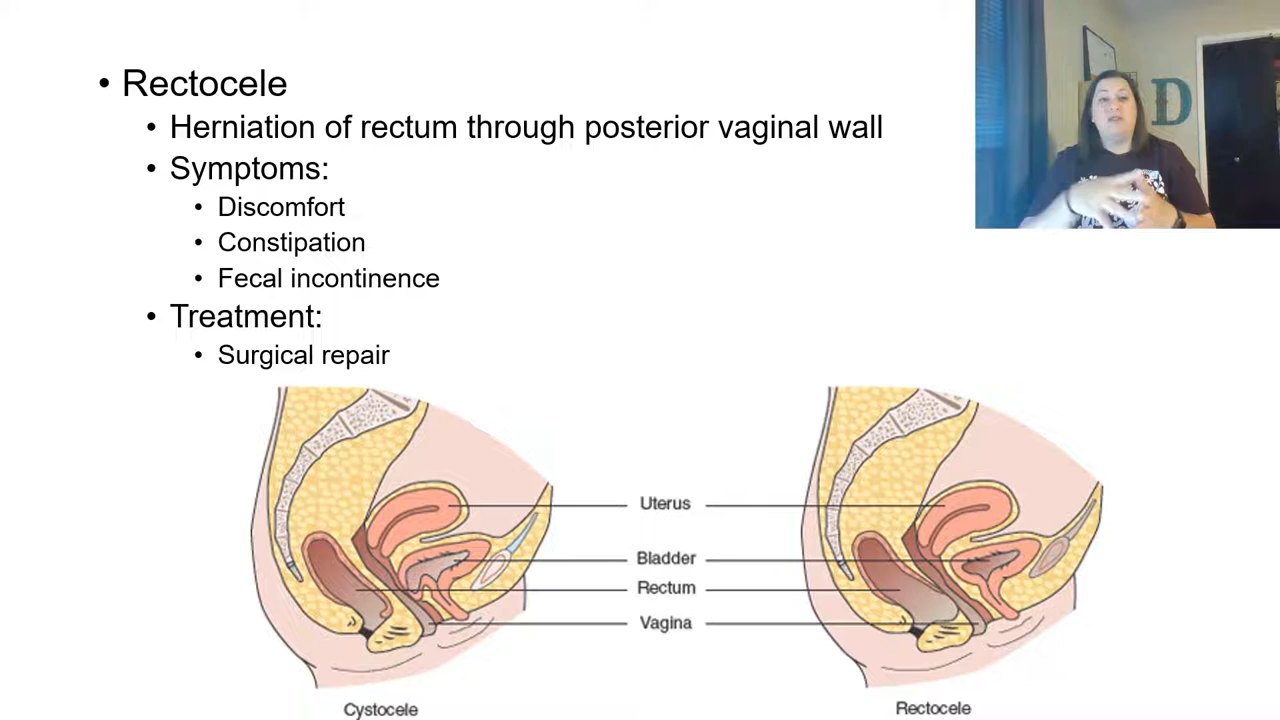 • Rectocele
• Herniation of rectum through posterior vaginal wall
• Symptoms:
• Discomfort
• Constipation
• Fecal incontinence
• Treatment:
• Surgical repair
D
Uterus
Bladder
Rectum
Vagina
Cystocele
Rectocele